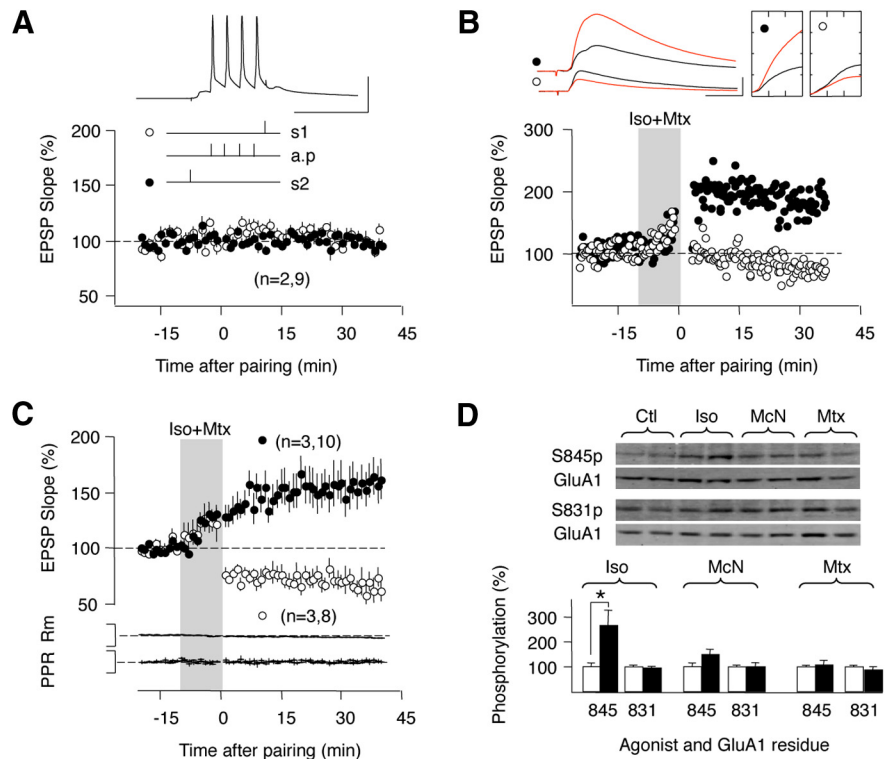 A
200
150
100
50
EPSP Slope (%)
s1
a.p
s2
(n=2,9)
-15 0 15 30 45
Time after pairing (min)
B
Iso+Mtx
300
200
100
EPSP Slope (%)
-15 0 15 30 45
Time after pairing (min)
C
Iso+Mtx
(n=3,10)
200
150
100
50
EPSP Slope (%)
(n=3,8)
Rm
PPR
-15 0 15 30 45
Time after pairing (min)
D
Ctl Iso McN Mtx
S845p
GluA1
S831p
GluA1
Iso McN Mtx
*
300
200
100
Phosphorylation (%)
845 831 845 831 845 831
Agonist and GluA1 residue